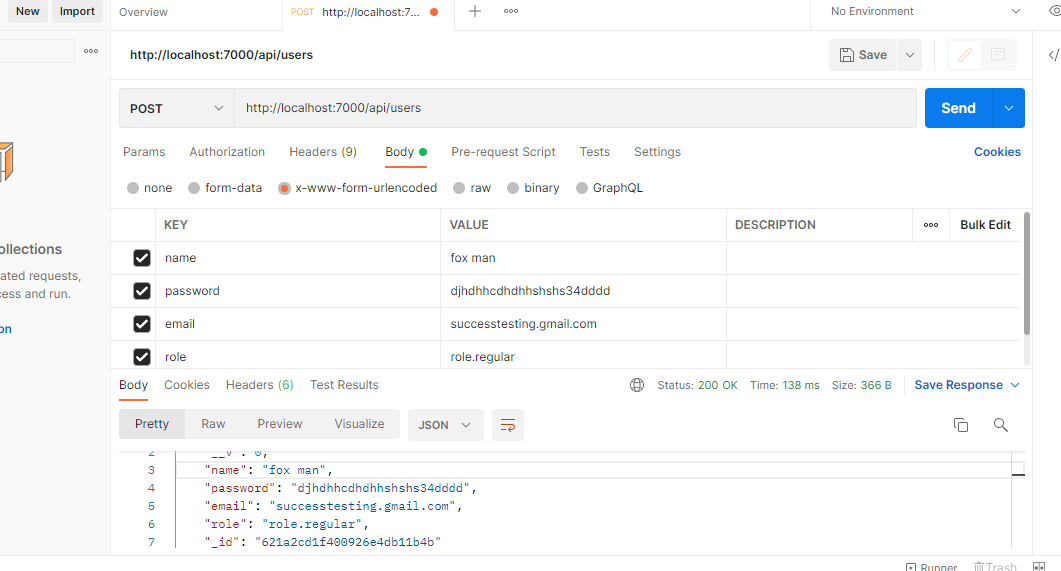 New Import Overview POST http://localhost:7... No Environment
http://localhost:7000/api/users Save
POST http://localhost:7000/api/users Send
Params Authorization Headers (9) Body Pre-request Script Tests Settings Cookies
none form-data x-www-form-urlencoded raw binary GraphQL
KEY VALUE DESCRIPTION Bulk Edit
ollections
name fox man
ated requests,
password djhdhhcdhdhhshshs34dddd
cess and run.
email successtesting.gmail.com
on
role role.regular
Body Cookies Headers (6) Test Results Status: 200 OK Time: 138 ms Size: 366 B Save Response
Pretty Raw Preview Visualize JSON
2 "__v": 0,
3 "name": "fox man",
4 "password": "djhdhhcdhdhhshshs34dddd",
5 "email": "successtesting.gmail.com",
6 "role": "role.regular",
7 "_id": "621a2cd1f400926e4db11b4b"
Runner Trash